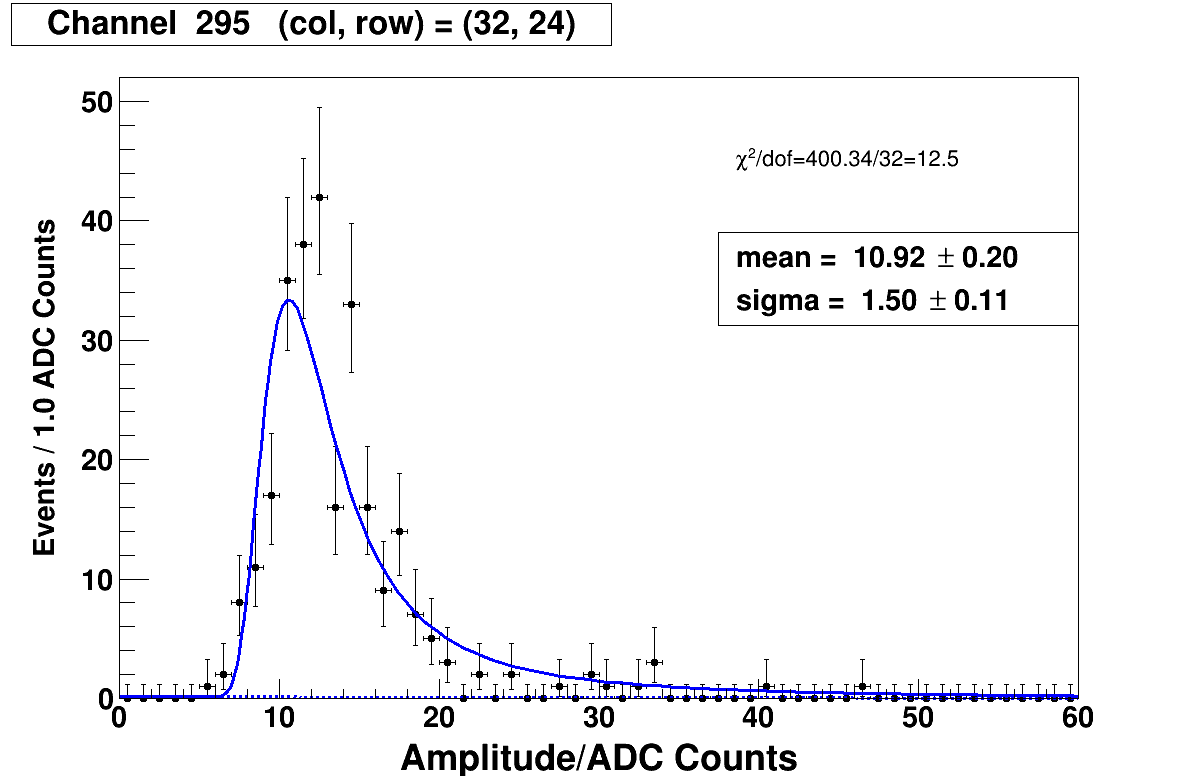 Channel 295 (col, row) = (32, 24)
χ²/dof=400.34/32=12.5
mean = 10.92 ± 0.20
sigma = 1.50 ± 0.11
Events / 1.0 ADC Counts
50
40
30
20
10
0
0 10 20 30 40 50 60
Amplitude/ADC Counts